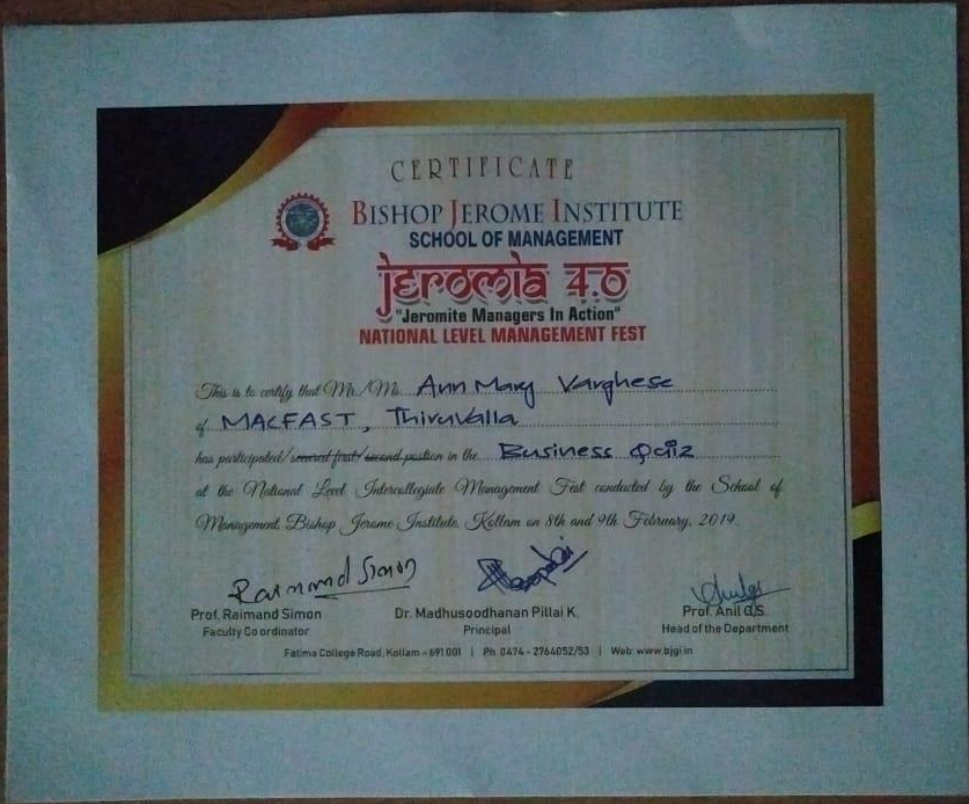 CERTIFICATE
BISHOP JEROME INSTITUTE
SCHOOL OF MANAGEMENT
jeromia 4.0
"Jeromite Managers In Action"
NATIONAL LEVEL MANAGEMENT FEST
This is to certify that Mr./Ms. Ann Mary Varghese
of MACFAST, Thiruvalla
has participated/secured first/second postion in the Business Quiz
at the National Level Intercollegiate Management Fest conducted by the School of
Management, Bishop Jerome Institute, Kollam on 8th and 9th February, 2019
Raimond Simon
Prof. Raimand Simon Dr. Madhusoodhanan Pillai K. Prof. Anil G.S.
Faculty Co ordinator Principal Head of the Department
Fatima College Road, Kollam - 691 001 | Ph 0474 - 2764052/53 | Web: www.bjgi.in